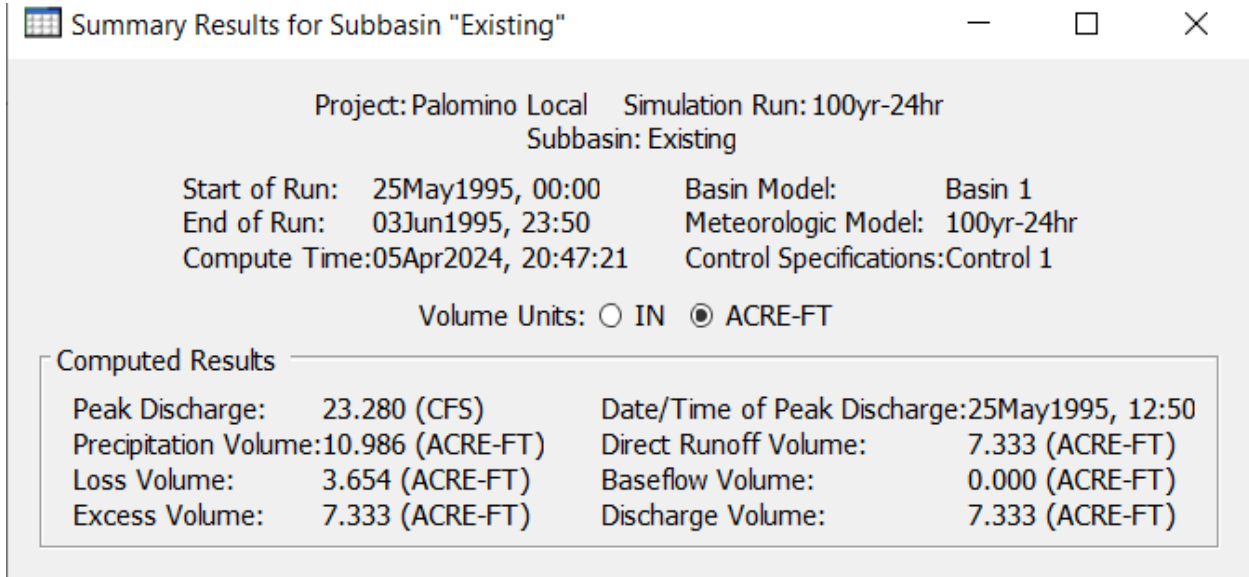 Summary Results for Subbasin "Existing"
Project: Palomino Local Simulation Run: 100yr-24hr
Subbasin: Existing
Start of Run: 25May1995, 00:00 Basin Model: Basin 1
End of Run: 03Jun1995, 23:50 Meteorologic Model: 100yr-24hr
Compute Time:05Apr2024, 20:47:21 Control Specifications:Control 1
Volume Units: IN ACRE-FT
Computed Results
Peak Discharge: 23.280 (CFS) Date/Time of Peak Discharge:25May1995, 12:50
Precipitation Volume:10.986 (ACRE-FT) Direct Runoff Volume: 7.333 (ACRE-FT)
Loss Volume: 3.654 (ACRE-FT) Baseflow Volume: 0.000 (ACRE-FT)
Excess Volume: 7.333 (ACRE-FT) Discharge Volume: 7.333 (ACRE-FT)